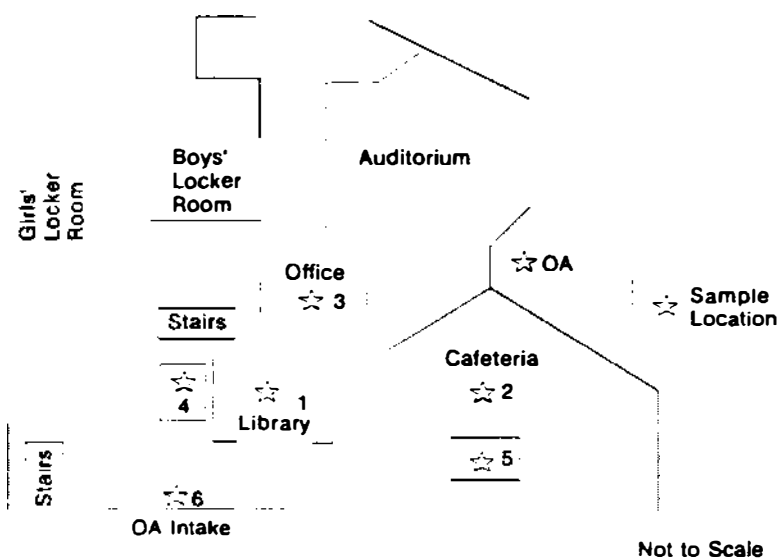 Boys'
Locker
Room
Auditorium
Girls'
Locker
Room
Office
3
OA
Sample
Location
Stairs
Cafeteria
4
1
Library
2
Stairs
5
6
OA Intake
Not to Scale